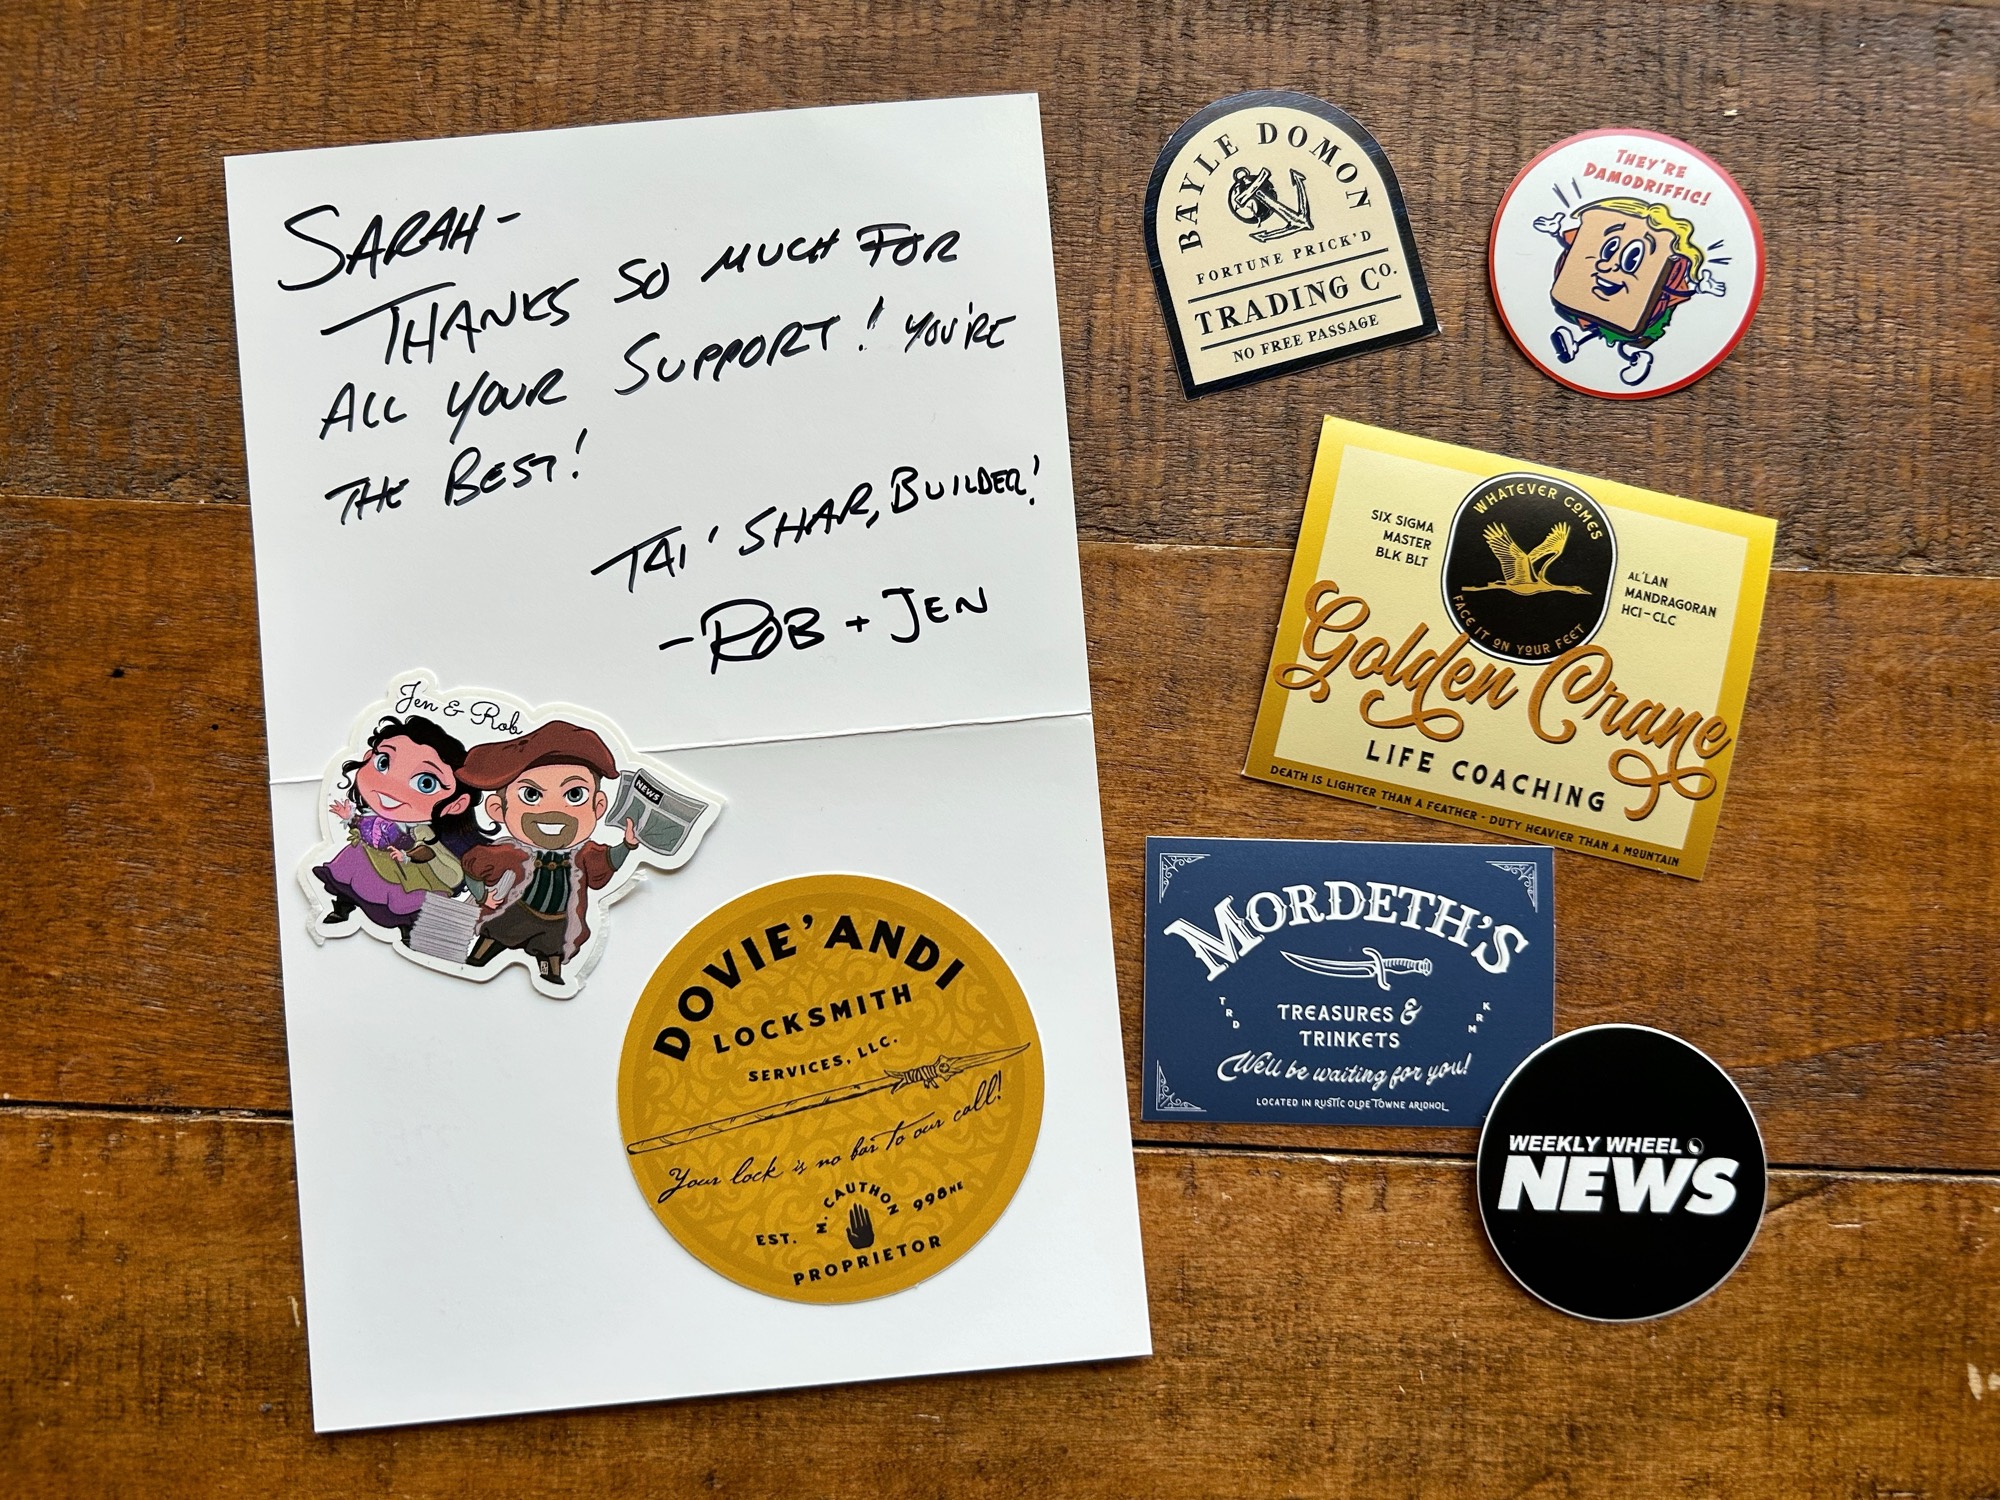 SARAH-
THANKS SO MUCH FOR
ALL YOUR SUPPORT! YOU'RE
THE BEST!
TAI'SHAR, BUILDER!
-ROB + JEN
Jen & Rob
NEWS
DOVIE'ANDI
LOCKSMITH
SERVICES, LLC.
Your lock is no bar to our call!
EST. M. CAUTHON 998NE
PROPRIETOR
BAYLE DOMON
FORTUNE PRICK'D
TRADING CO.
NO FREE PASSAGE
THEY'RE
DAMODRIFFIC!
WHATEVER COMES
FACE IT ON YOUR FEET
SIX SIGMA
MASTER
BLK BLT
AL'LAN
MANDRAGORAN
HCI-CLC
Golden Crane
LIFE COACHING
DEATH IS LIGHTER THAN A FEATHER - DUTY HEAVIER THAN A MOUNTAIN
MORDETH'S
TREASURES &
TRINKETS
TRD
KRM
We'll be waiting for you!
LOCATED IN RUSTIC OLDE TOWNE ARIDHOL
WEEKLY WHEEL
NEWS